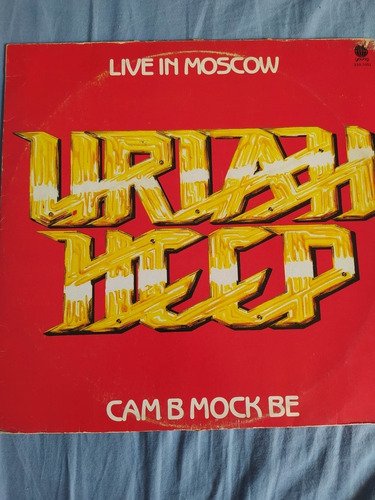 LIVE IN MOSCOW
URIAH
HEEP
CAM B MOCK BE